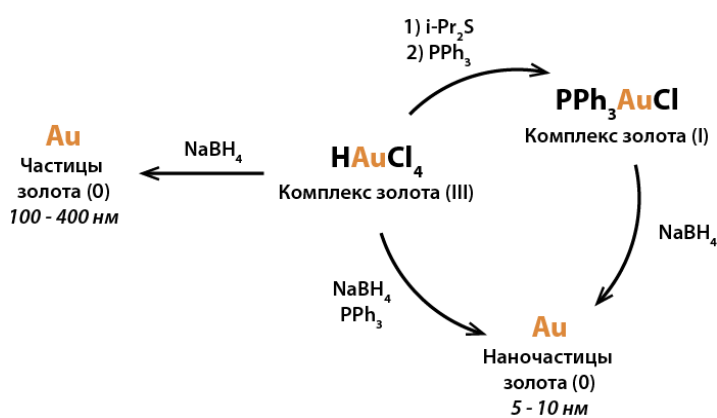 1) i-Pr₂S
2) PPh₃
PPh₃AuCl
Комплекс золота (I)
Au
Частицы
золота (0)
100 - 400 нм
NaBH₄
HAuCl₄
Комплекс золота (III)
NaBH₄
NaBH₄
PPh₃
Au
Наночастицы
золота (0)
5 - 10 нм